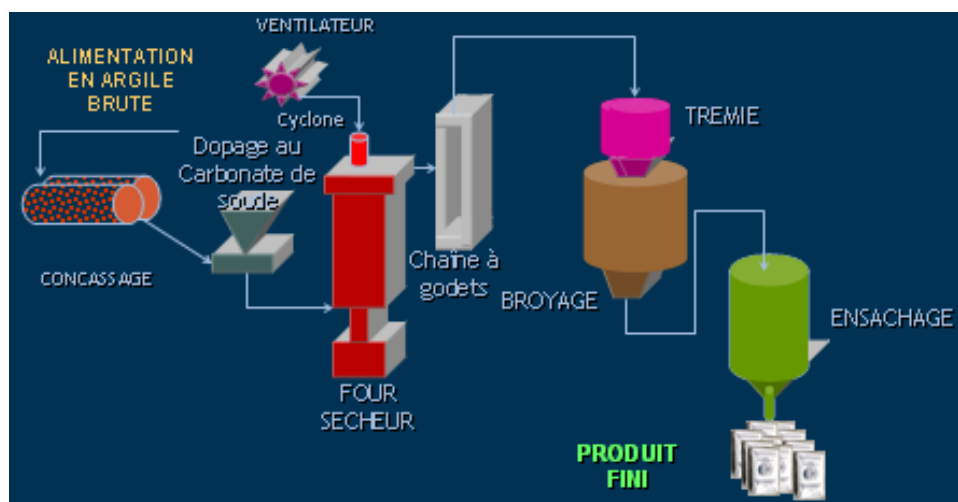 VENTILATEUR
ALIMENTATION
EN ARGILE
BRUTE
Cyclone
Dopage au
Carbonate de
soude
TREMIE
CONCASSAGE
Chaîne à
godets
BROYAGE
ENSACHAGE
FOUR
SECHEUR
PRODUIT
FINI